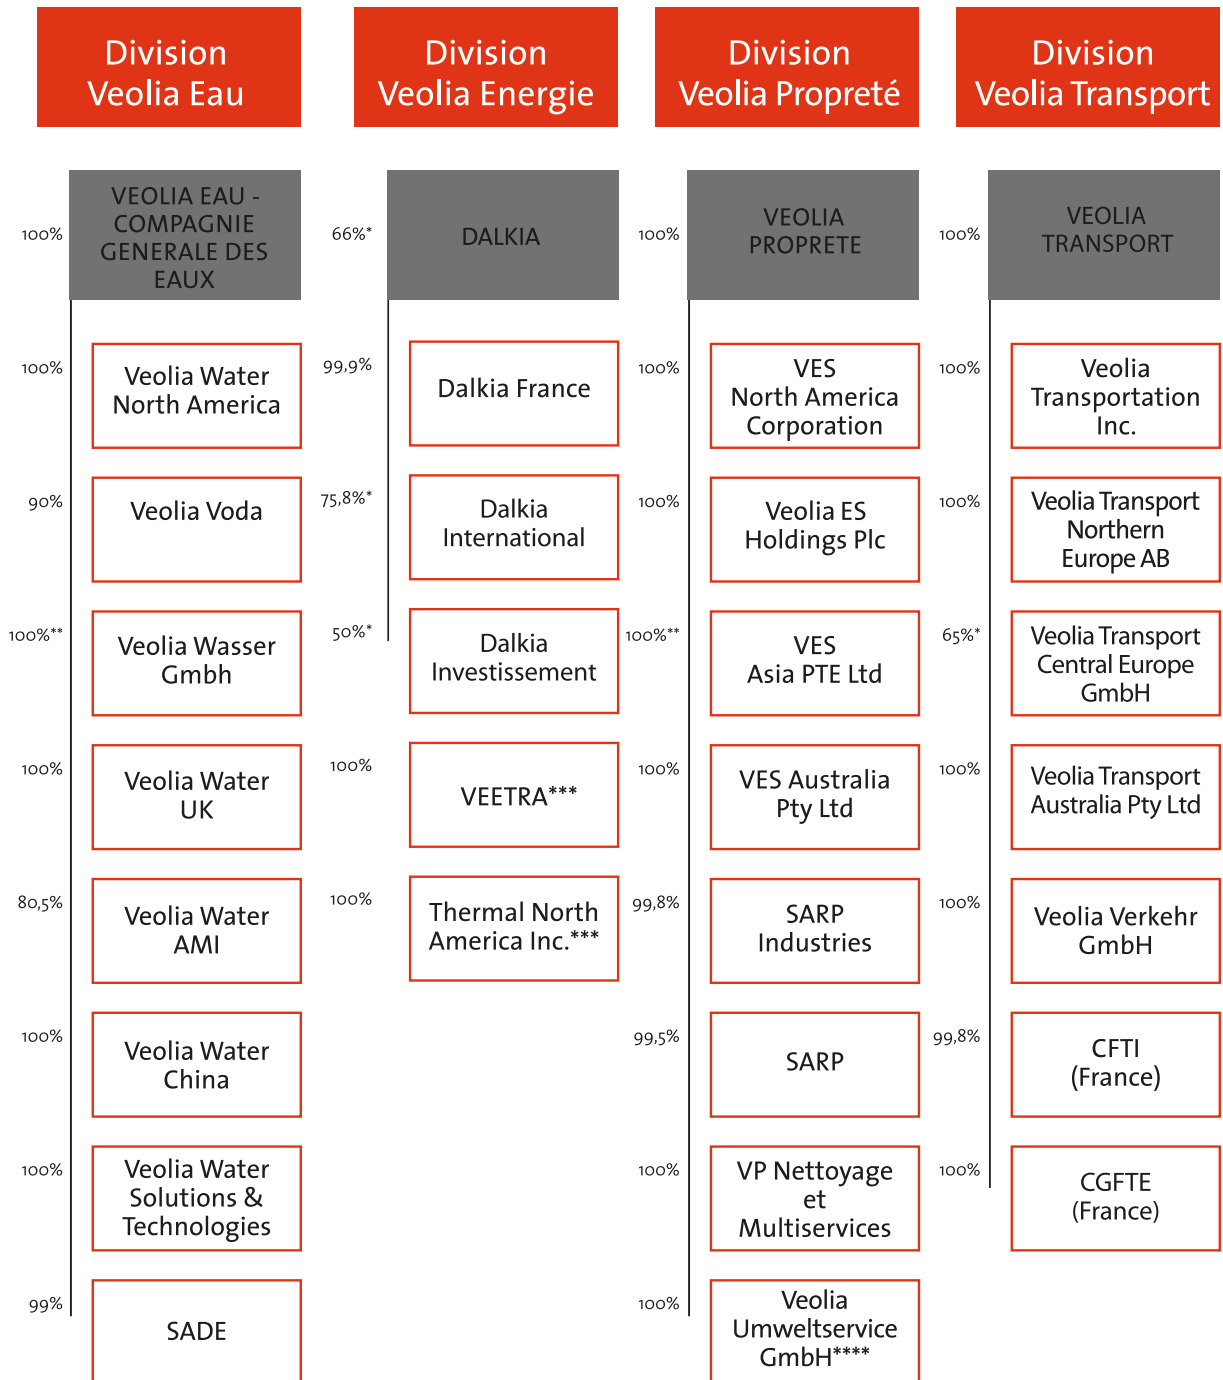 Division
Veolia Eau
Division
Veolia Energie
Division
Veolia Propreté
Division
Veolia Transport
100%
VEOLIA EAU -
COMPAGNIE
GENERALE DES
EAUX
100%
Veolia Water
North America
90%
Veolia Voda
100%**
Veolia Wasser
Gmbh
100%
Veolia Water
UK
80,5%
Veolia Water
AMI
100%
Veolia Water
China
100%
Veolia Water
Solutions &
Technologies
99%
SADE
66%*
DALKIA
99,9%
Dalkia France
75,8%*
Dalkia
International
50%*
Dalkia
Investissement
100%
VEETRA***
100%
Thermal North
America Inc.***
100%
VEOLIA
PROPRETE
100%
VES
North America
Corporation
100%
Veolia ES
Holdings Plc
100%**
VES
Asia PTE Ltd
100%
VES Australia
Pty Ltd
99,8%
SARP
Industries
99,5%
SARP
100%
VP Nettoyage
et
Multiservices
100%
Veolia
Umweltservice
GmbH****
100%
VEOLIA
TRANSPORT
100%
Veolia
Transportation
Inc.
100%
Veolia Transport
Northern
Europe AB
65%*
Veolia Transport
Central Europe
GmbH
100%
Veolia Transport
Australia Pty Ltd
100%
Veolia Verkehr
GmbH
99,8%
CFTI
(France)
100%
CGFTE
(France)